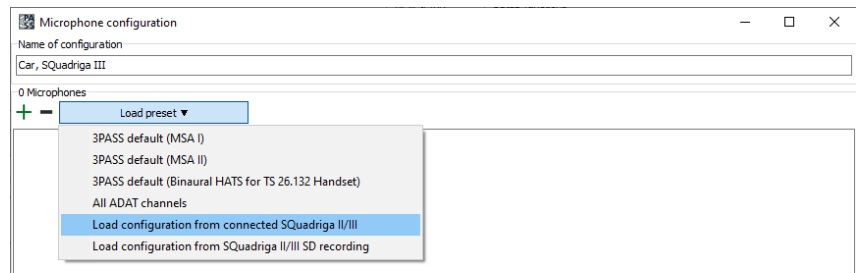 Microphone configuration
Name of configuration
Car, SQuadriga III
0 Microphones
Load preset ▼
3PASS default (MSA I)
3PASS default (MSA II)
3PASS default (Binaural HATS for TS 26.132 Handset)
All ADAT channels
Load configuration from connected SQuadriga II/III
Load configuration from SQuadriga II/III SD recording